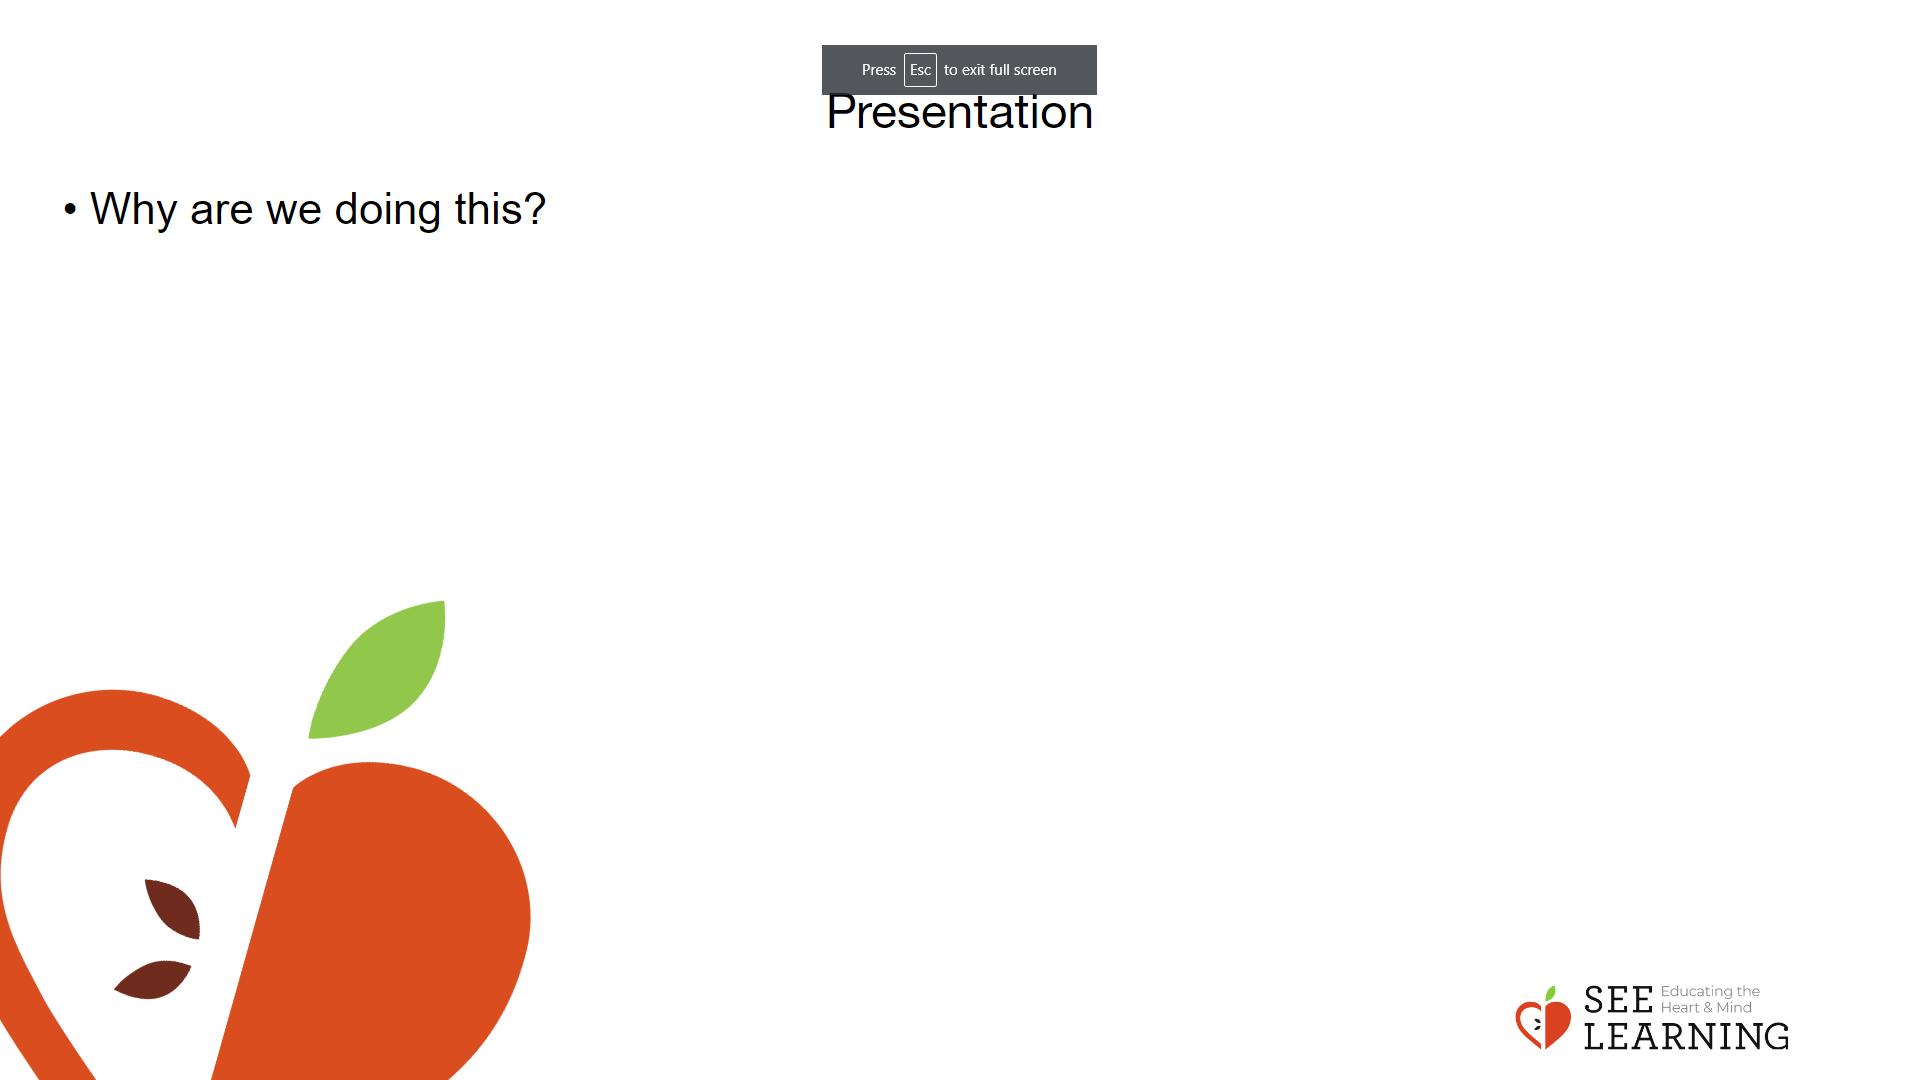 Press Esc to exit full screen
Presentation
• Why are we doing this?
SEE Educating the
Heart & Mind
LEARNING